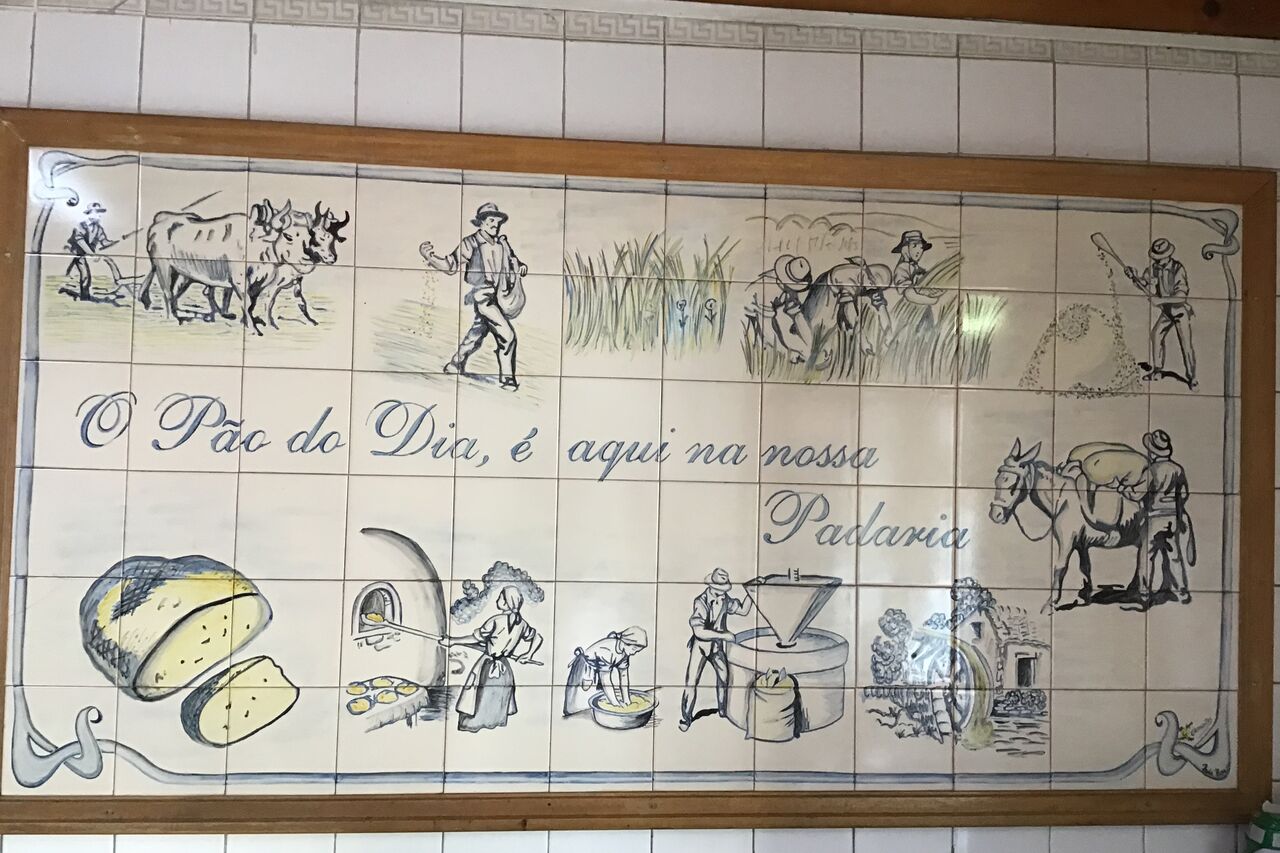 O Pão do Dia, é aqui na nossa
Padaria